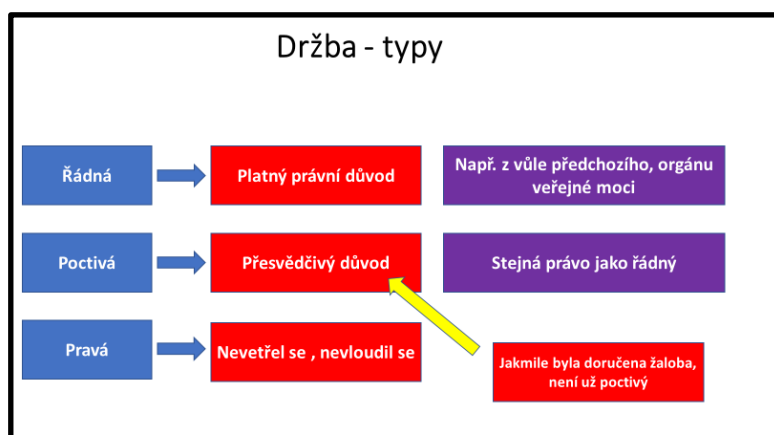 Držba - typy
Řádná
Platný právní důvod
Např. z vůle předchozího, orgánu
veřejné moci
Poctivá
Přesvědčivý důvod
Stejná právo jako řádný
Pravá
Nevetřel se , nevloudil se
Jakmile byla doručena žaloba,
není už poctivý